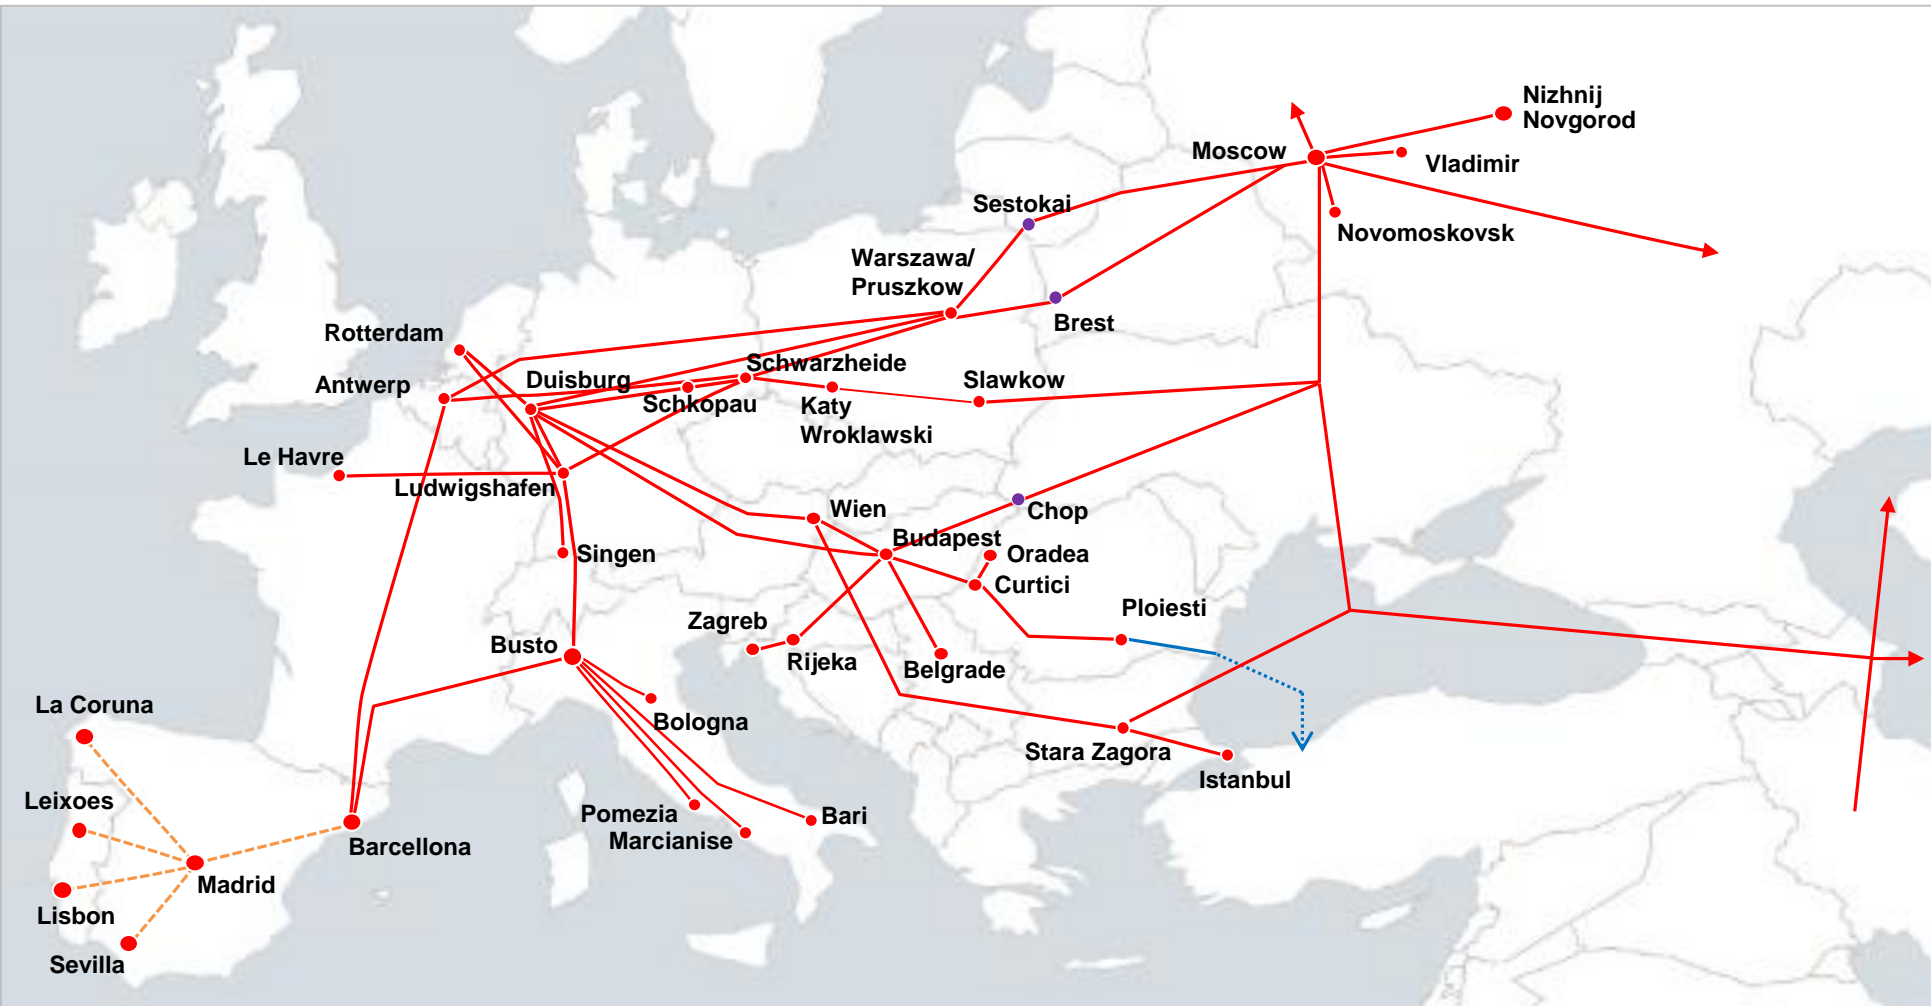 Nizhnij
Novgorod
Moscow
Vladimir
Sestokai
Novomoskovsk
Warszawa/
Pruszkow
Brest
Rotterdam
Schwarzheide
Antwerp
Duisburg
Slawkow
Schkopau
Katy
Wroklawski
Le Havre
Ludwigshafen
Wien
Chop
Budapest
Singen
Oradea
Curtici
Ploiesti
Zagreb
Busto
Rijeka
Belgrade
La Coruna
Bologna
Stara Zagora
Istanbul
Leixoes
Pomezia
Bari
Marcianise
Barcellona
Madrid
Lisbon
Sevilla